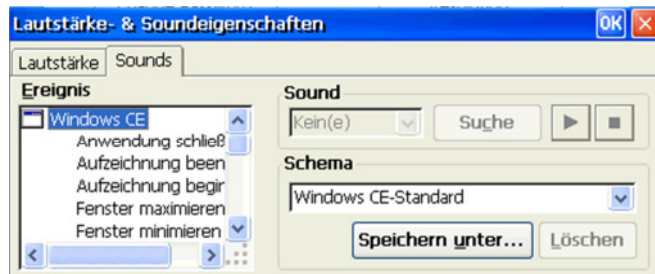 Lautstärke- & Soundeigenschaften OK
Lautstärke Sounds
Ereignis
Windows CE
Anwendung schließ
Aufzeichnung been
Aufzeichnung begir
Fenster maximieren
Fenster minimieren
Sound
Kein(e) Suche
Schema
Windows CE-Standard
Speichern unter... Löschen